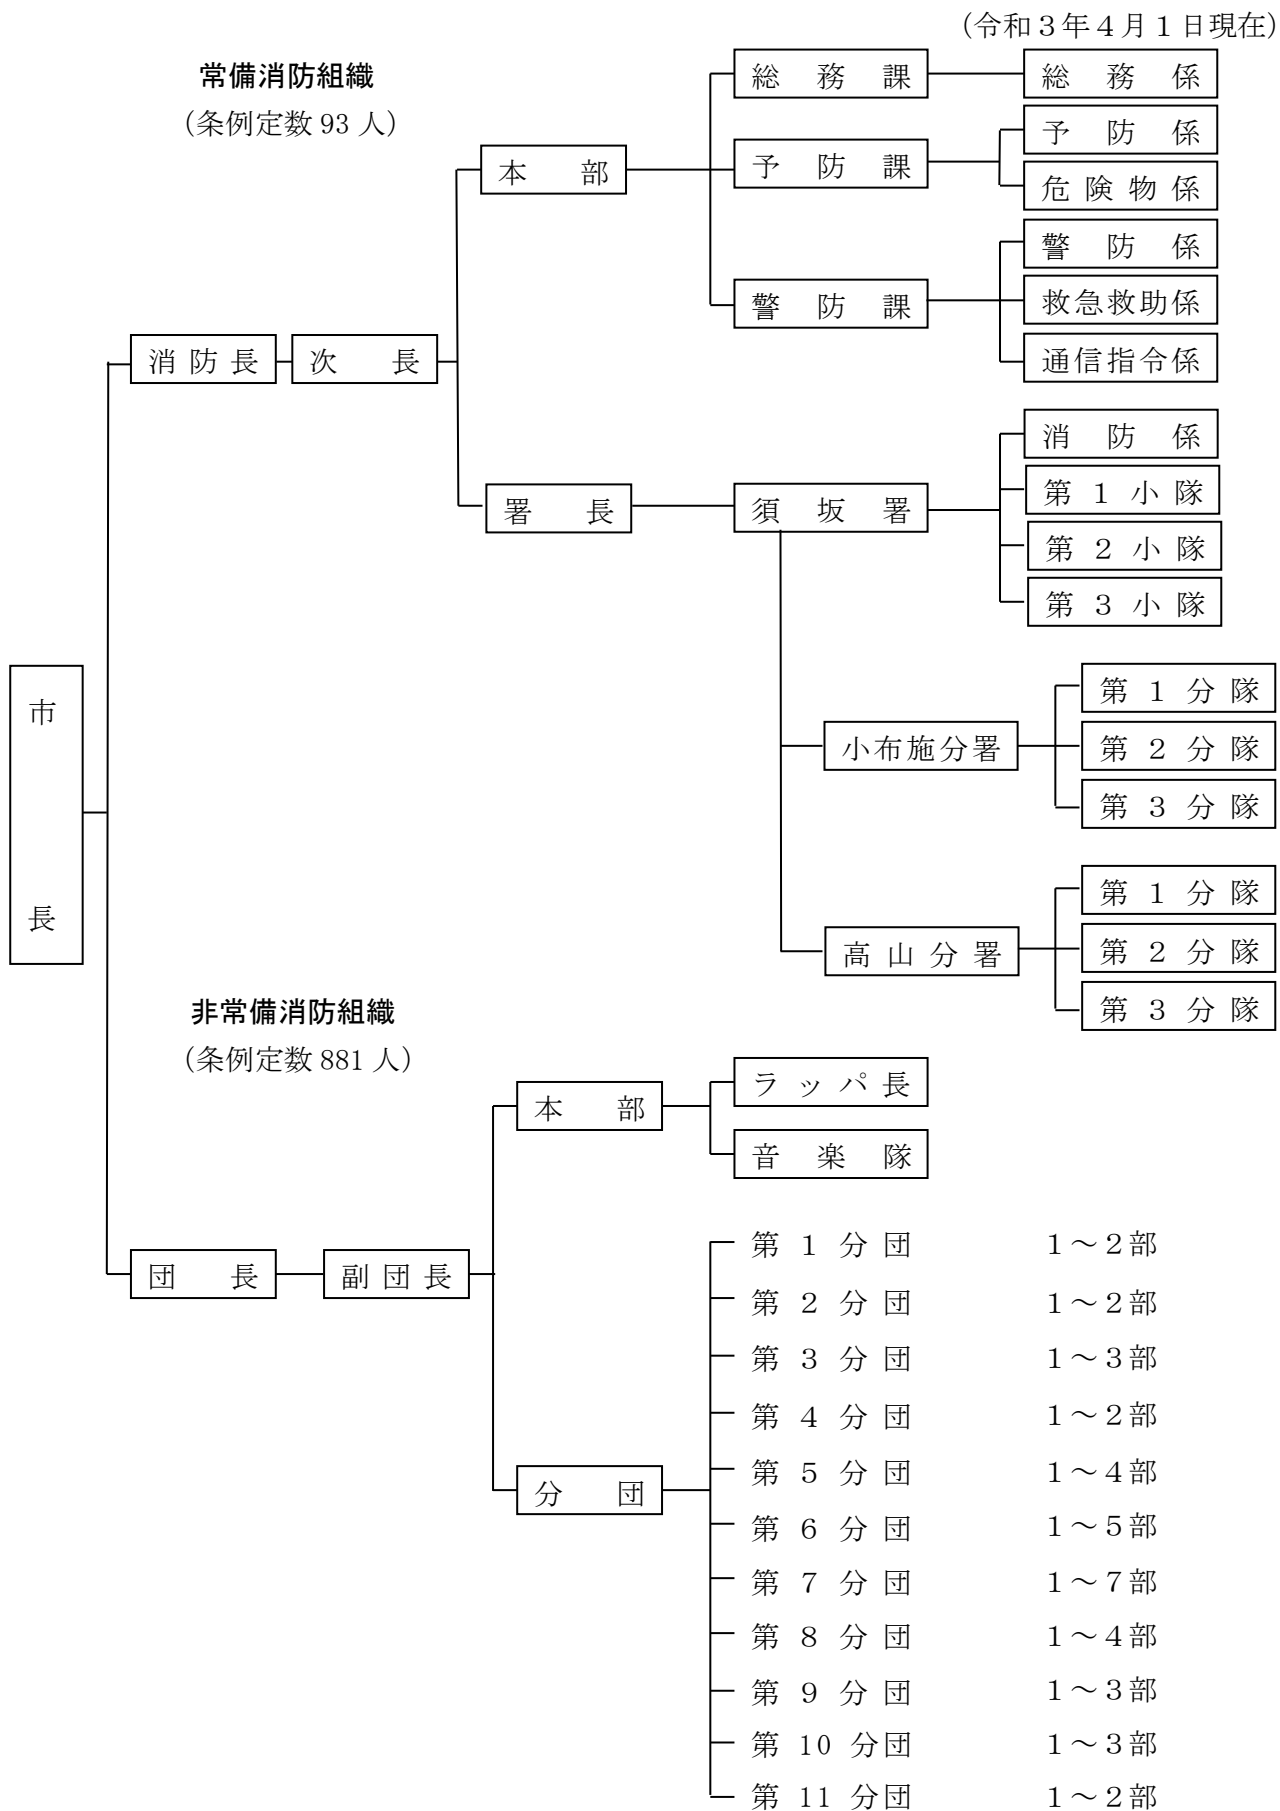 (令和３年４月１日現在)
常備消防組織
(条例定数 93 人)
総務課
総務係
予防係
本部
予防課
危険物係
警防係
警防課
救急救助係
通信指令係
消防長
次長
消防係
署長
須坂署
第１小隊
第２小隊
第３小隊
市長
第１分隊
小布施分署
第２分隊
第３分隊
第１分隊
高山分署
第２分隊
第３分隊
非常備消防組織
(条例定数 881 人)
ラッパ長
本部
音楽隊
団長
副団長
分団
第１分団 １～２部
第２分団 １～２部
第３分団 １～３部
第４分団 １～２部
第５分団 １～４部
第６分団 １～５部
第７分団 １～７部
第８分団 １～４部
第９分団 １～３部
第 10 分団 １～３部
第 11 分団 １～２部